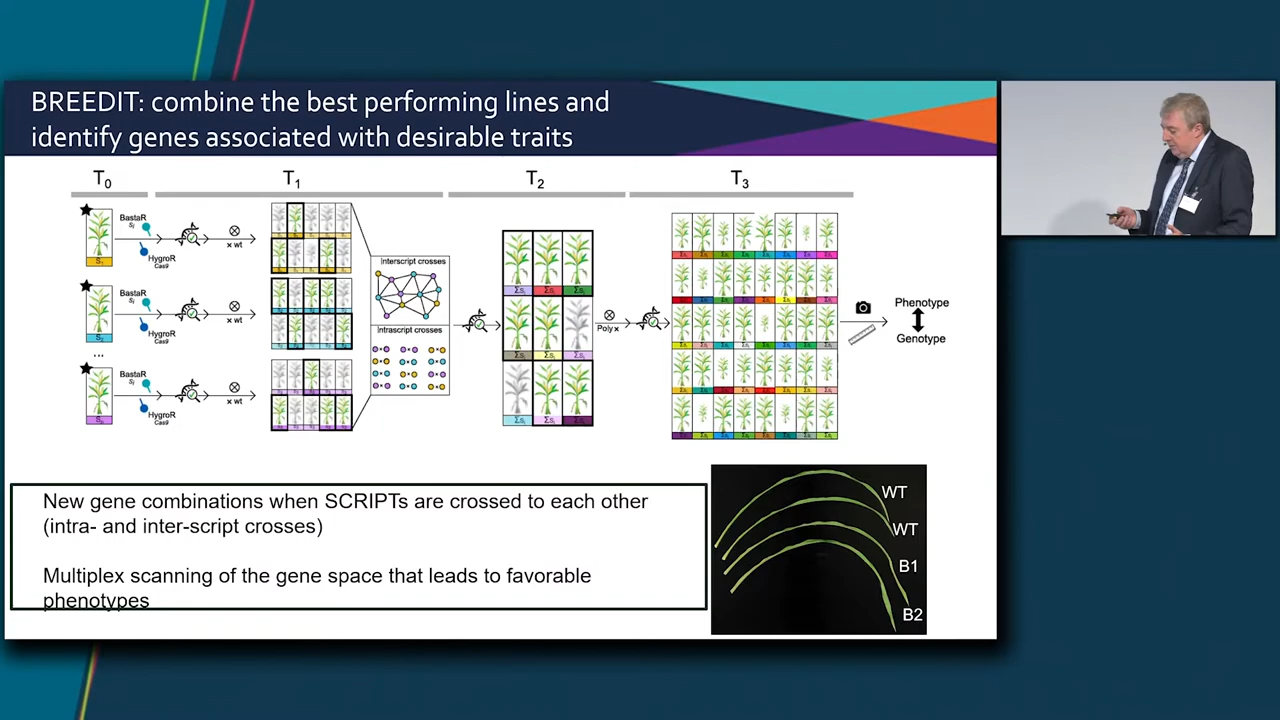 BREEDIT: combine the best performing lines and
identify genes associated with desirable traits
T0
T1
T2
T3
BastaR
Si
HygroR
Cas9
× wt
S1
BastaR
Si
HygroR
Cas9
× wt
S2
...
BastaR
Si
HygroR
Cas9
× wt
Interscript crosses
Intrascript crosses
Poly x
Phenotype
Genotype
New gene combinations when SCRIPTs are crossed to each other
(intra- and inter-script crosses)
Multiplex scanning of the gene space that leads to favorable
phenotypes
WT
WT
B1
B2